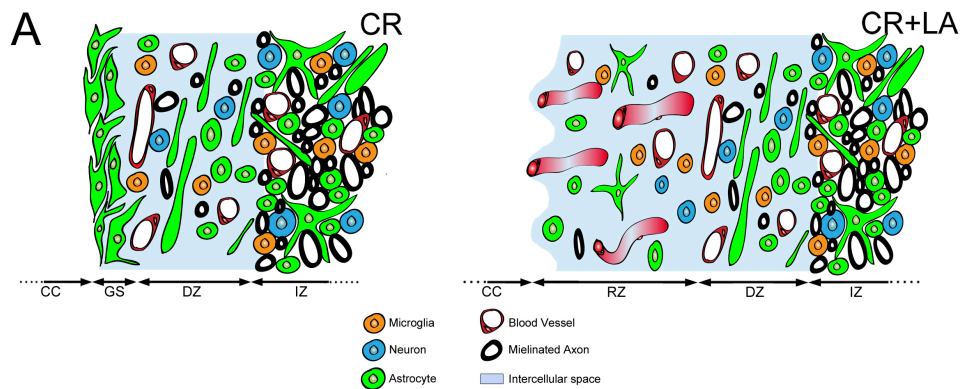 A
CR
CR+LA
CC GS DZ IZ
CC RZ DZ IZ
Microglia
Neuron
Astrocyte
Blood Vessel
Mielinated Axon
Intercellular space